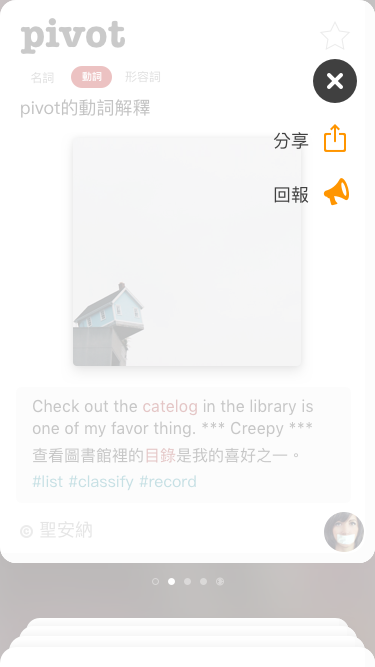 pivot
名詞 動詞 形容詞
pivot的動詞解釋
分享
回報
Check out the catelog in the library is
one of my favor thing. *** Creepy ***
查看圖書館裡的目錄是我的喜好之一。
#list #classify #record
© 聖安納